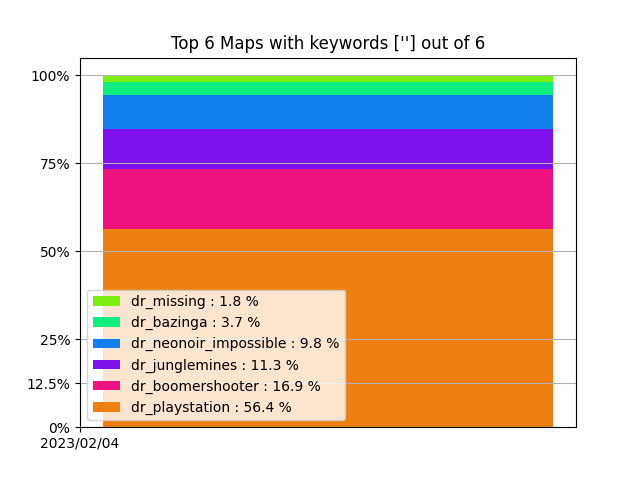 Top 6 Maps with keywords [''] out of 6
100%
75%
50%
25%
12.5%
0%
dr_missing : 1.8 %
dr_bazinga : 3.7 %
dr_neonoir_impossible : 9.8 %
dr_junglemines : 11.3 %
dr_boomershooter : 16.9 %
dr_playstation : 56.4 %
2023/02/04